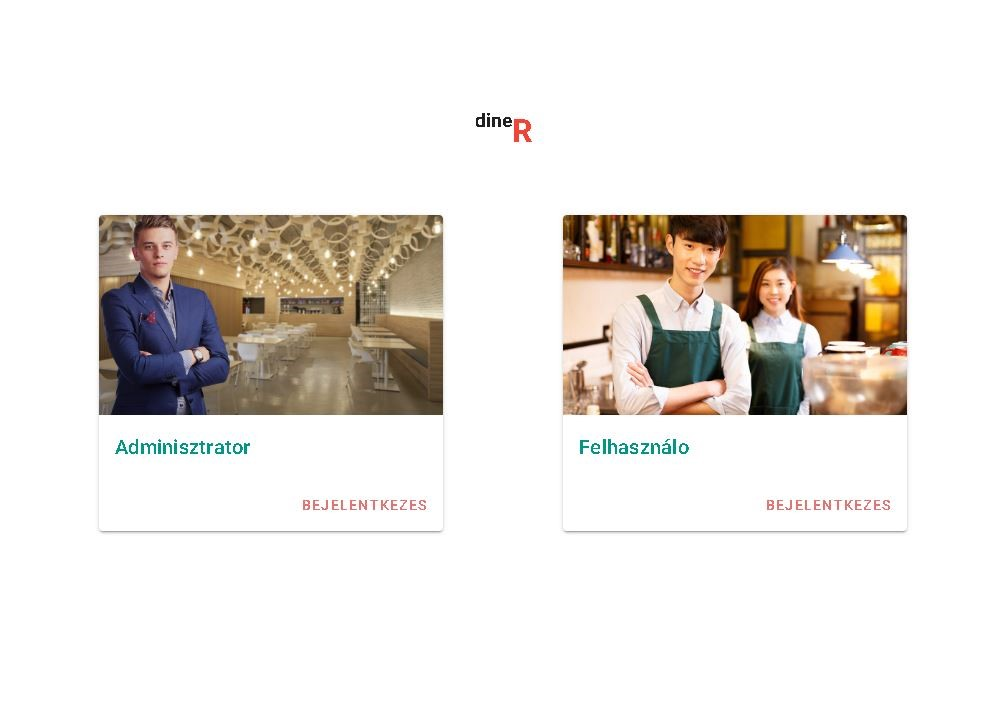 dineR
Adminisztrator
BEJELENTKEZES
Felhasználo
BEJELENTKEZES